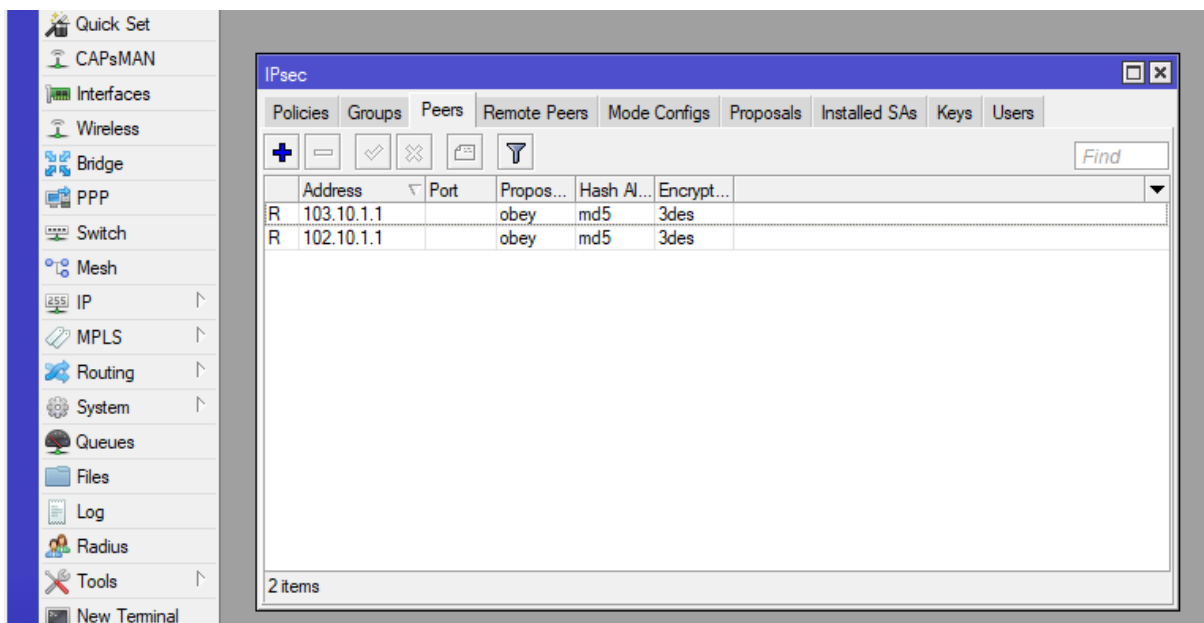 Quick Set
CAPsMAN
Interfaces
Wireless
Bridge
PPP
Switch
Mesh
255 IP
MPLS
Routing
System
Queues
Files
Log
Radius
Tools
New Terminal
IPsec
Policies Groups Peers Remote Peers Mode Configs Proposals Installed SAs Keys Users
Find
Address Port Propos... Hash Al... Encrypt...
R 103.10.1.1 obey md5 3des
R 102.10.1.1 obey md5 3des
2 items